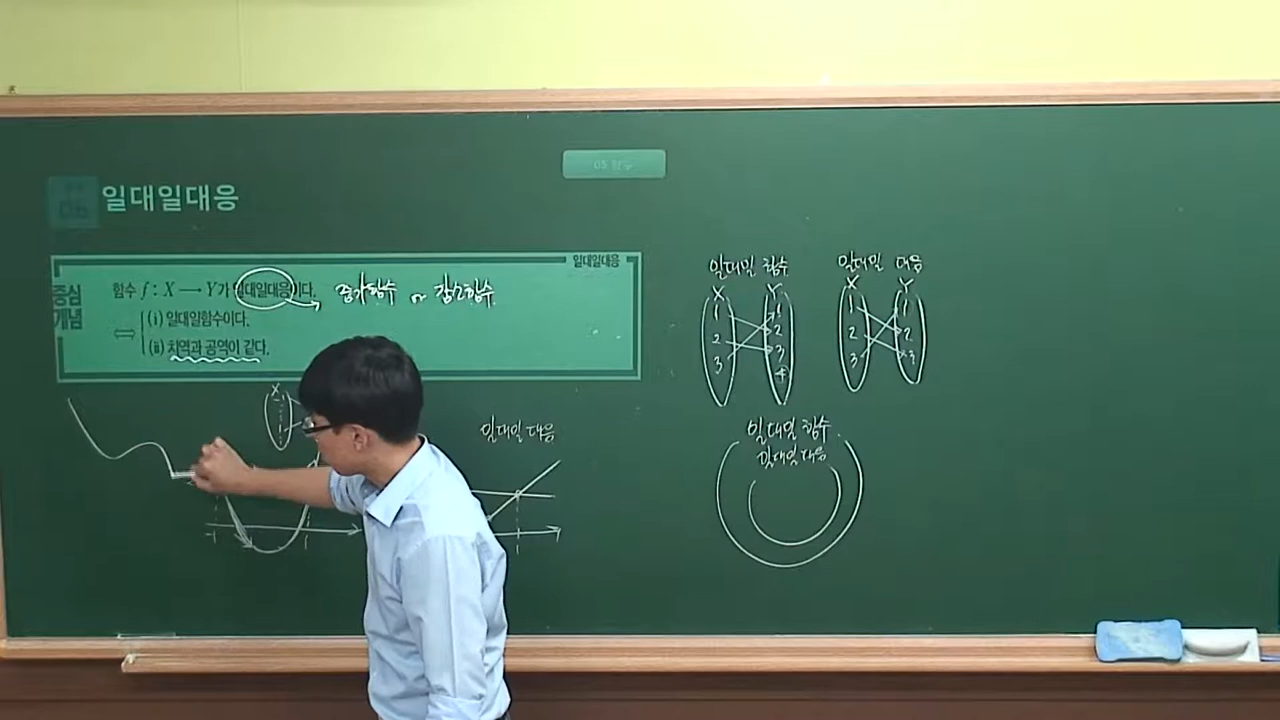 05 함수
06 일대일대응
일대일대응
중심
개념
함수 f : X → Y가 일대일대응이다. → 증가함수 or 감소함수
⇔ (i) 일대일함수이다.
(ii) 치역과 공역이 같다.
X
일대일 대응
-1 1
1
일대일 함수
X Y
1 1
2 2
3 3
4
일대일 대응
X Y
1 1
2 2
3 3
일대일 함수
일대일 대응